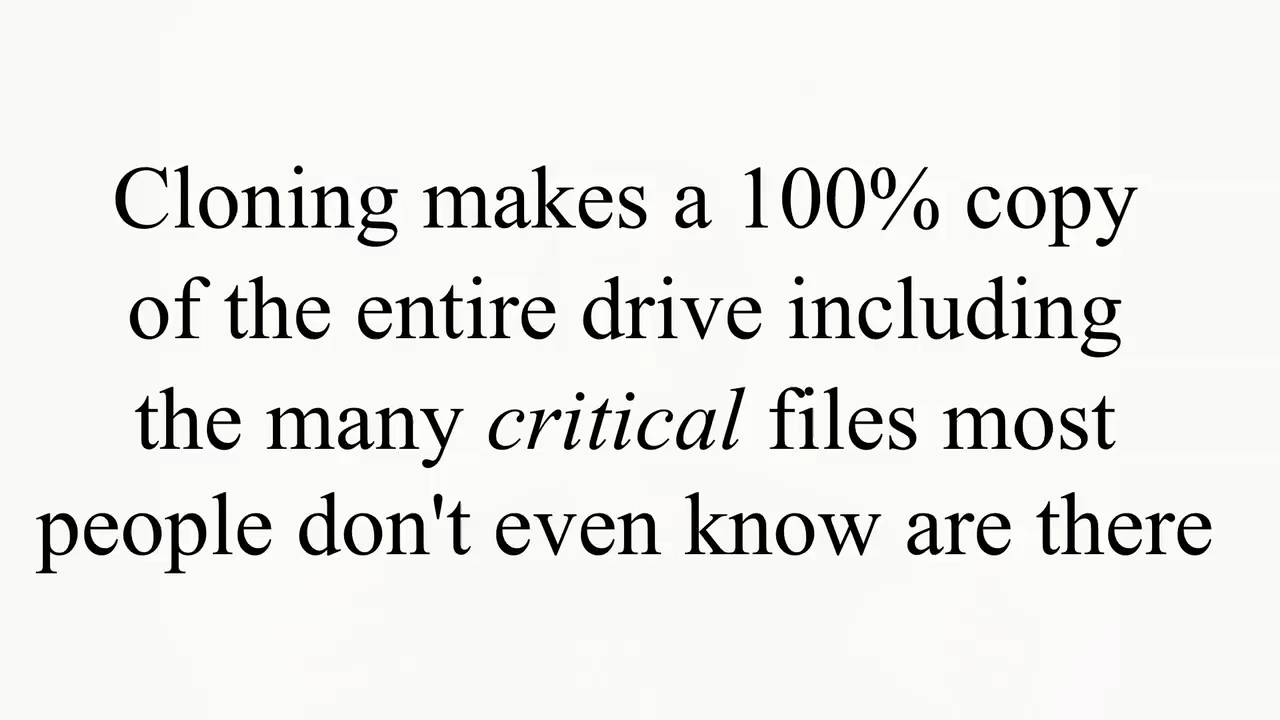 Cloning makes a 100% copy
of the entire drive including
the many critical files most
people don't even know are there